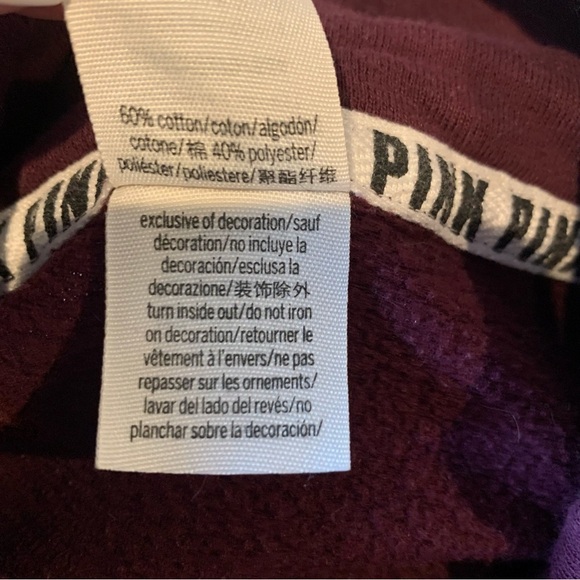 60% cotton/coton/algodón/
cotone/棉 40% polyester/
poliéster/poliestere/聚酯纤维
exclusive of decoration/sauf
décoration/no incluye la
decoración/esclusa la
decorazione/装饰除外
turn inside out/do not iron
on decoration/retourner le
vêtement à l'envers/ne pas
repasser sur les ornements/
lavar del lado del revés/no
planchar sobre la decoración/
PINK PINK